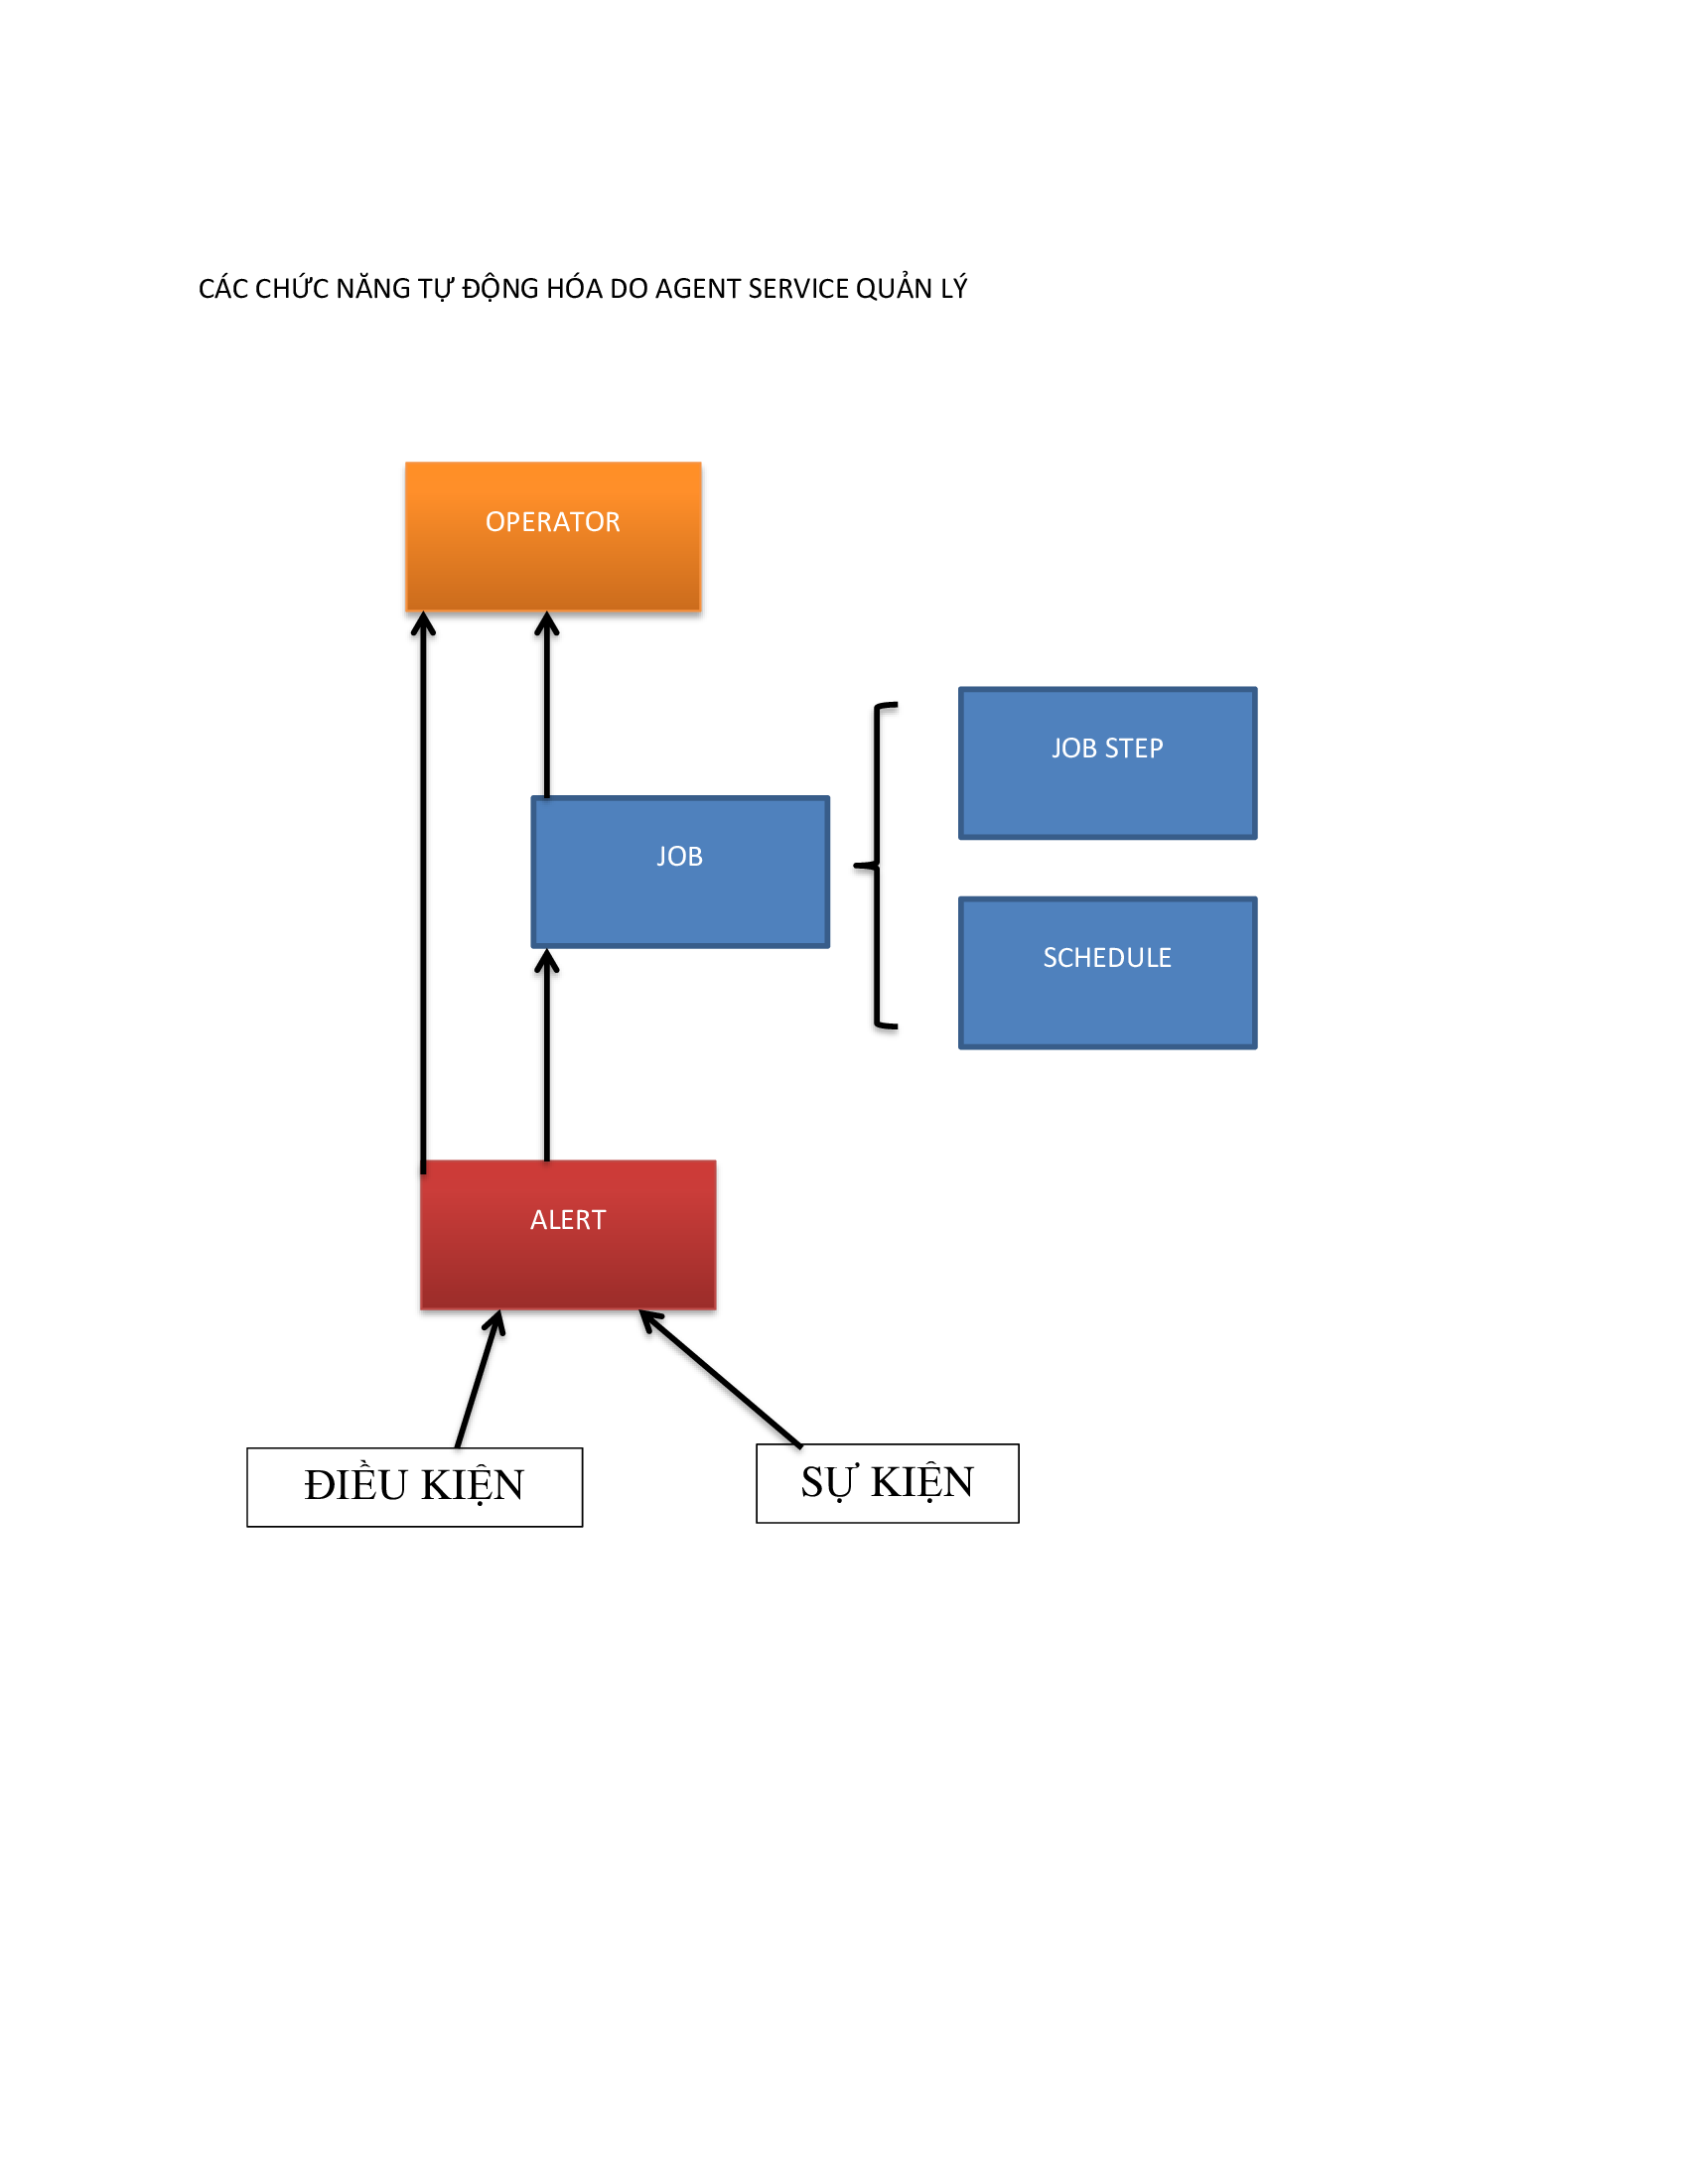 CÁC CHỨC NĂNG TỰ ĐỘNG HÓA DO AGENT SERVICE QUẢN LÝ
OPERATOR
JOB STEP
JOB
SCHEDULE
ALERT
ĐIỀU KIỆN
SỰ KIỆN